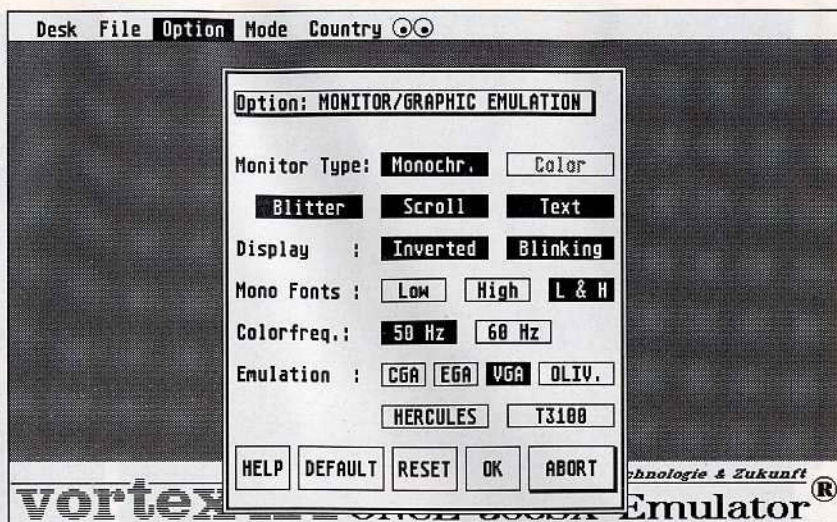 Desk File Option Mode Country
Option: MONITOR/GRAPHIC EMULATION
Monitor Type: Monochr. Color
Blitter Scroll Text
Display : Inverted Blinking
Mono Fonts : Low High L & H
Colorfreq.: 50 Hz 60 Hz
Emulation : CGA EGA VGA OLIV.
HERCULES T3100
HELP DEFAULT RESET OK ABORT
& Zukunft
vortex Emulator®